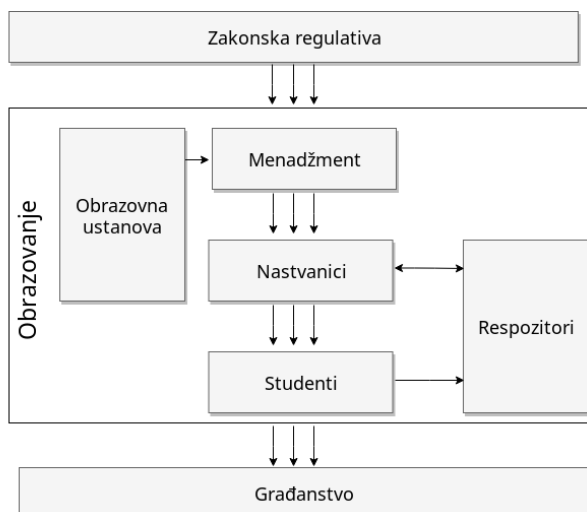 Zakonska regulativa
Obrazovanje
Obrazovna
ustanova
Menadžment
Nastvanici
Respozitori
Studenti
Građanstvo